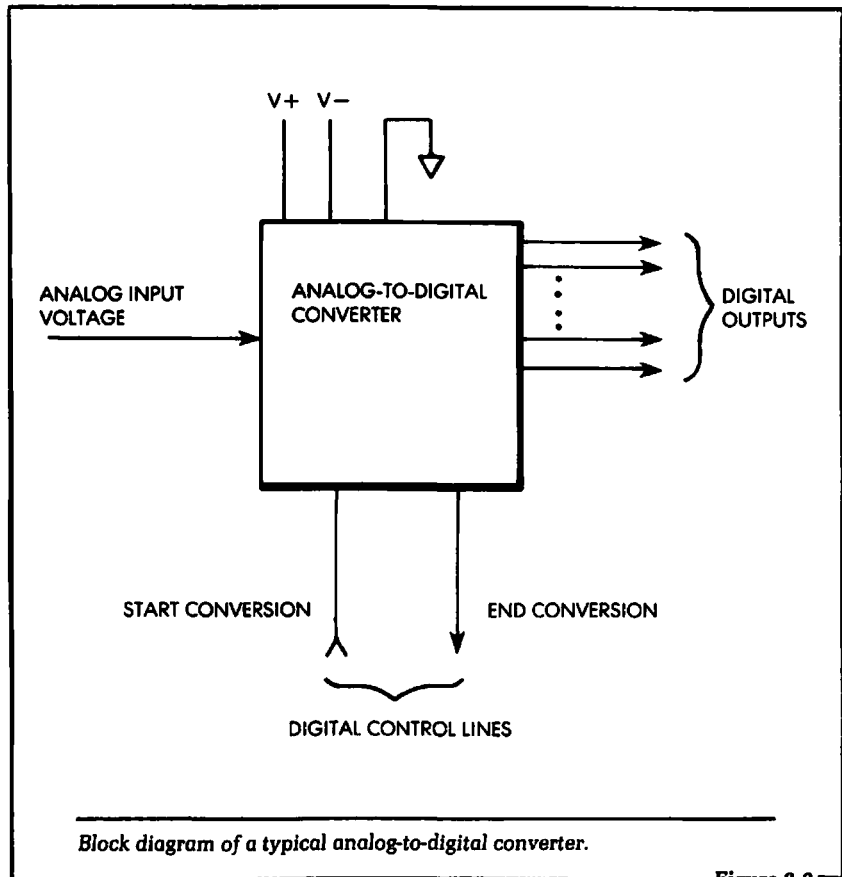 V+ V−
ANALOG INPUT
VOLTAGE
ANALOG-TO-DIGITAL
CONVERTER
DIGITAL
OUTPUTS
START CONVERSION
END CONVERSION
DIGITAL CONTROL LINES
Block diagram of a typical analog-to-digital converter.